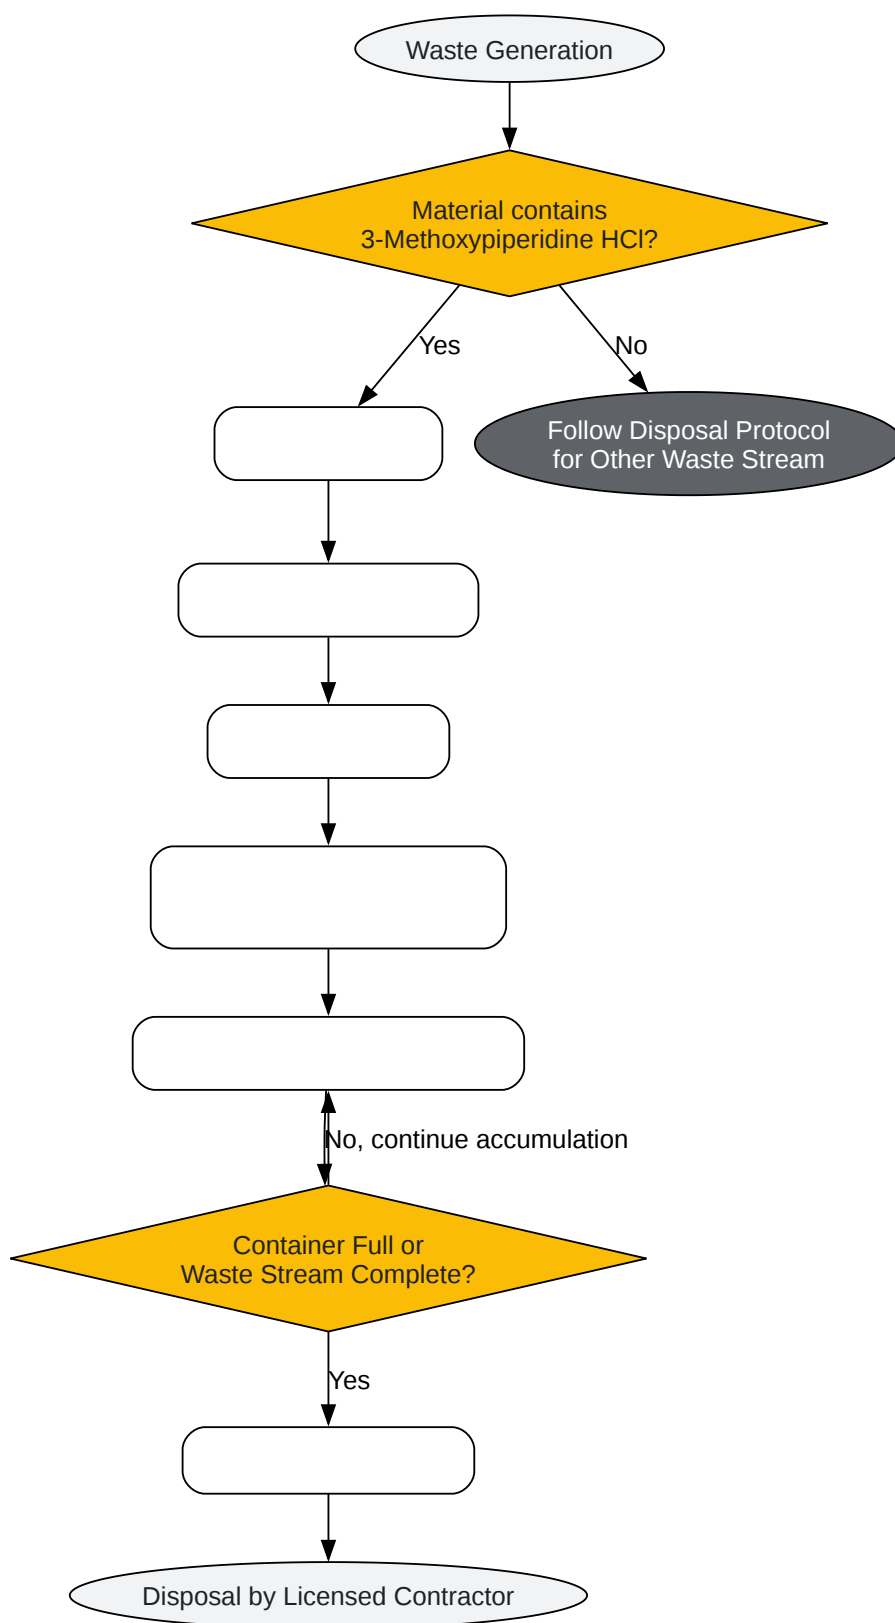 Waste Generation
Material contains
3-Methoxypiperidine HCl?
Yes
No
Follow Disposal Protocol
for Other Waste Stream
No, continue accumulation
Container Full or
Waste Stream Complete?
Yes
Disposal by Licensed Contractor